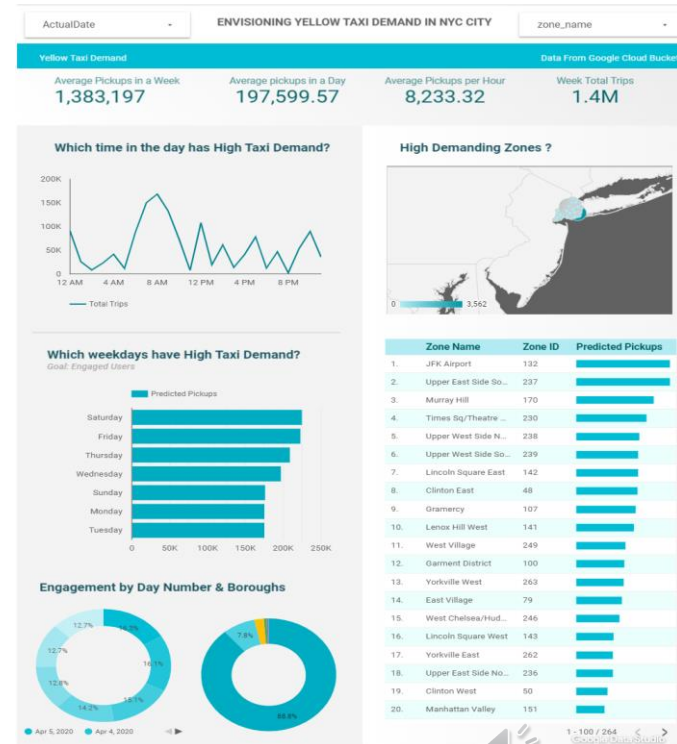 ActualDate
ENVISIONING YELLOW TAXI DEMAND IN NYC CITY
zone_name
Yellow Taxi Demand
Data From Google Cloud Bucket
Average Pickups in a Week
1,383,197
Average pickups in a Day
197,599.57
Average Pickups per Hour
8,233.32
Week Total Trips
1.4M
Which time in the day has High Taxi Demand?
200K
150K
100K
50K
0
12 AM 4 AM 8 AM 12 PM 4 PM 8 PM
Total Trips
Which weekdays have High Taxi Demand?
Goal: Engaged Users
Predicted Pickups
Saturday
Friday
Thursday
Wednesday
Sunday
Monday
Tuesday
0 50K 100K 150K 200K 250K
Engagement by Day Number & Boroughs
12.7%
12.7%
12.8%
14.3%
15.1%
16.1%
7.8%
Apr 5, 2020 Apr 4, 2020
High Demanding Zones ?
0 3,562
Zone Name Zone ID Predicted Pickups
1. JFK Airport 132
2. Upper East Side So... 237
3. Murray Hill 170
4. Times Sq/Theatre ... 230
5. Upper West Side N... 238
6. Upper West Side So... 239
7. Lincoln Square East 142
8. Clinton East 48
9. Gramercy 107
10. Lenox Hill West 141
11. West Village 249
12. Garment District 100
13. Yorkville West 263
14. East Village 79
15. West Chelsea/Hud... 246
16. Lincoln Square West 143
17. Yorkville East 262
18. Upper East Side No... 236
19. Clinton West 50
20. Manhattan Valley 151
1 - 100 / 264 < >
Google Data Studio